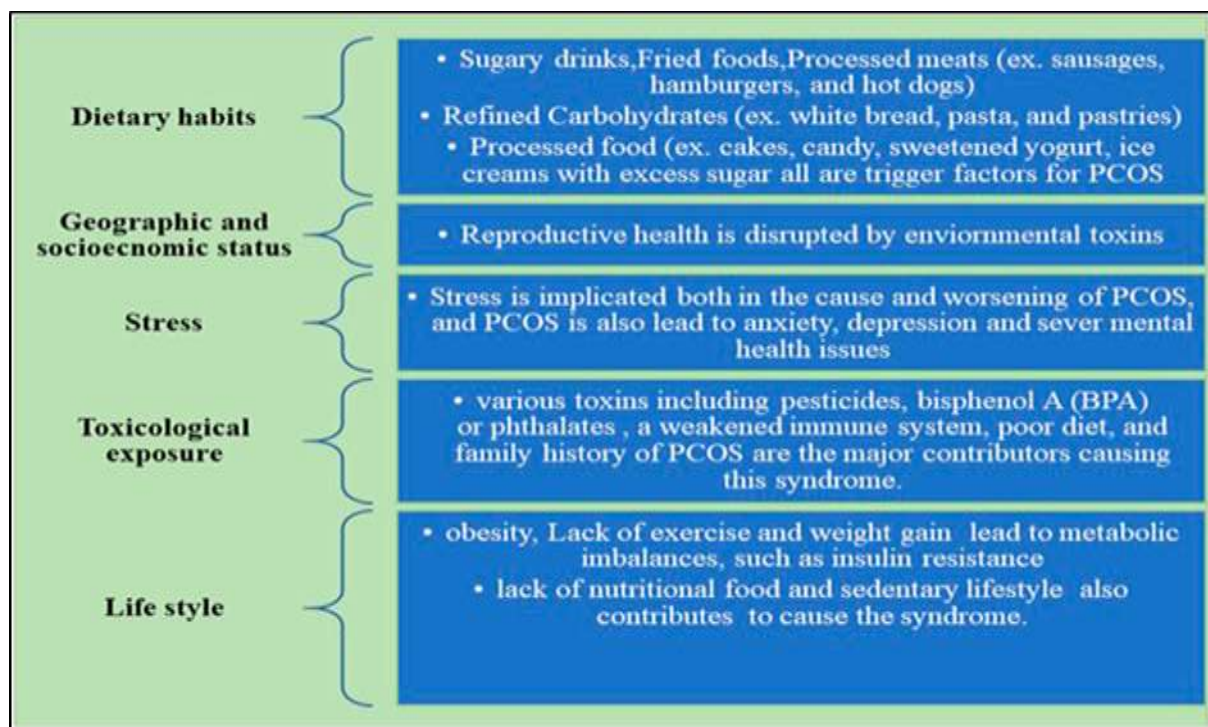 Dietary habits
• Sugary drinks,Fried foods,Processed meats (ex. sausages,
hamburgers, and hot dogs)
• Refined Carbohydrates (ex. white bread, pasta, and pastries)
• Processed food (ex. cakes, candy, sweetened yogurt, ice
creams with excess sugar all are trigger factors for PCOS
Geographic and
socioecnomic status
• Reproductive health is disrupted by enviornmental toxins
Stress
• Stress is implicated both in the cause and worsening of PCOS,
and PCOS is also lead to anxiety, depression and sever mental
health issues
Toxicological
exposure
• various toxins including pesticides, bisphenol A (BPA)
or phthalates , a weakened immune system, poor diet, and
family history of PCOS are the major contributors causing
this syndrome.
Life style
• obesity, Lack of exercise and weight gain  lead to metabolic
imbalances, such as insulin resistance
• lack of nutritional food and sedentary lifestyle  also
contributes  to cause the syndrome.